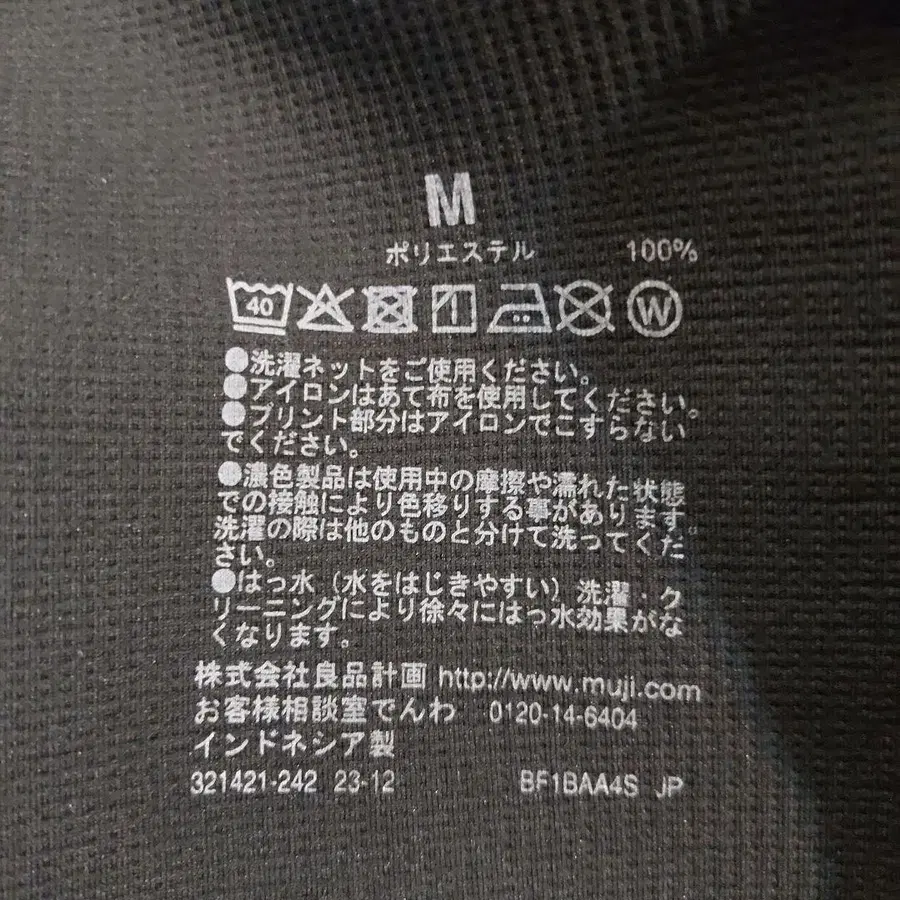 M
ポリエステル 100%
40 W
●洗濯ネットをご使用ください。
●アイロンはあて布を使用してください。
●プリント部分はアイロンでこすらない
でください。
●濃色製品は使用中の摩擦や濡れた状態
での接触により色移りする事があります。
洗濯の際は他のものと分けて洗ってくだ
さい。
●はっ水（水をはじきやすい）洗濯・ク
リーニングにより徐々にはっ水効果がな
くなります。
株式会社良品計画 http://www.muji.com
お客様相談室でんわ 0120-14-6404
インドネシア製
321421-242 23-12 BF1BAA4S JP